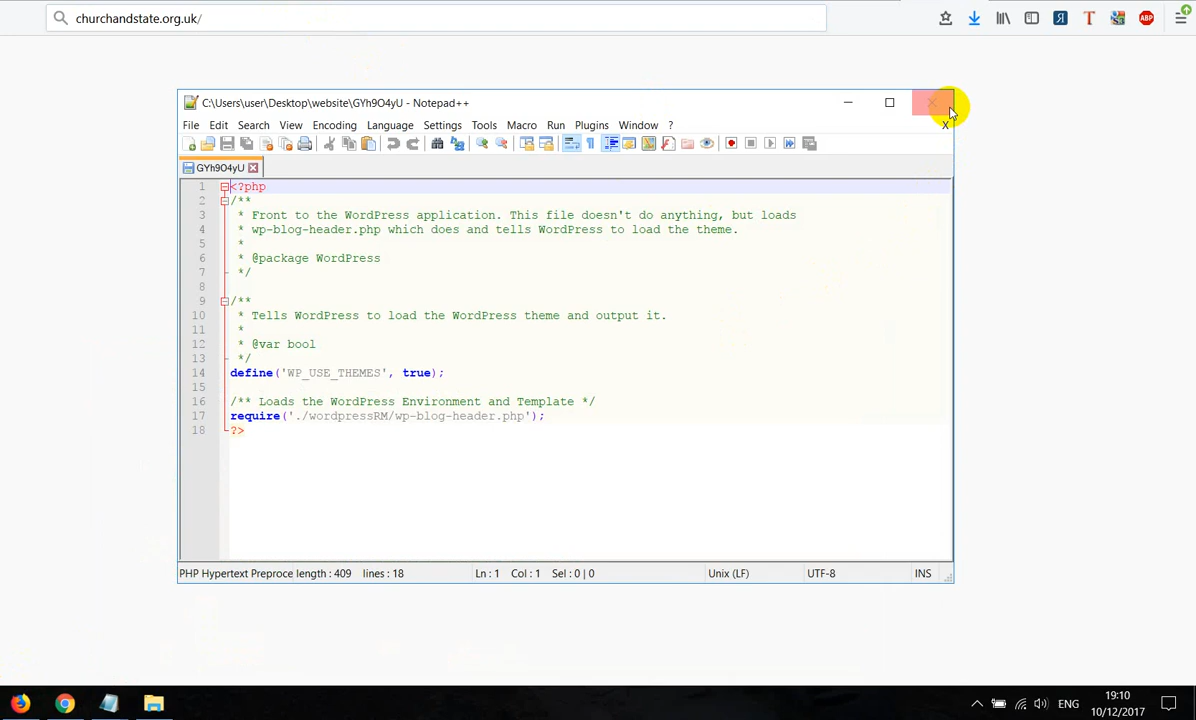 churchandstate.org.uk/
ABP
C:\Users\user\Desktop\website\GYh9O4yU - Notepad++
File Edit Search View Encoding Language Settings Tools Macro Run Plugins Window ? X
GYh9O4yU
1 <?php
2 /**
3 * Front to the WordPress application. This file doesn't do anything, but loads
4 * wp-blog-header.php which does and tells WordPress to load the theme.
5 *
6 * @package WordPress
7 */
8
9 /**
10 * Tells WordPress to load the WordPress theme and output it.
11 *
12 * @var bool
13 */
14 define('WP_USE_THEMES', true);
15
16 /** Loads the WordPress Environment and Template */
17 require('./wordpressRM/wp-blog-header.php');
18 ?>
PHP Hypertext Preproce length : 409 lines : 18 Ln : 1 Col : 1 Sel : 0 | 0 Unix (LF) UTF-8 INS
ENG
19:10
10/12/2017